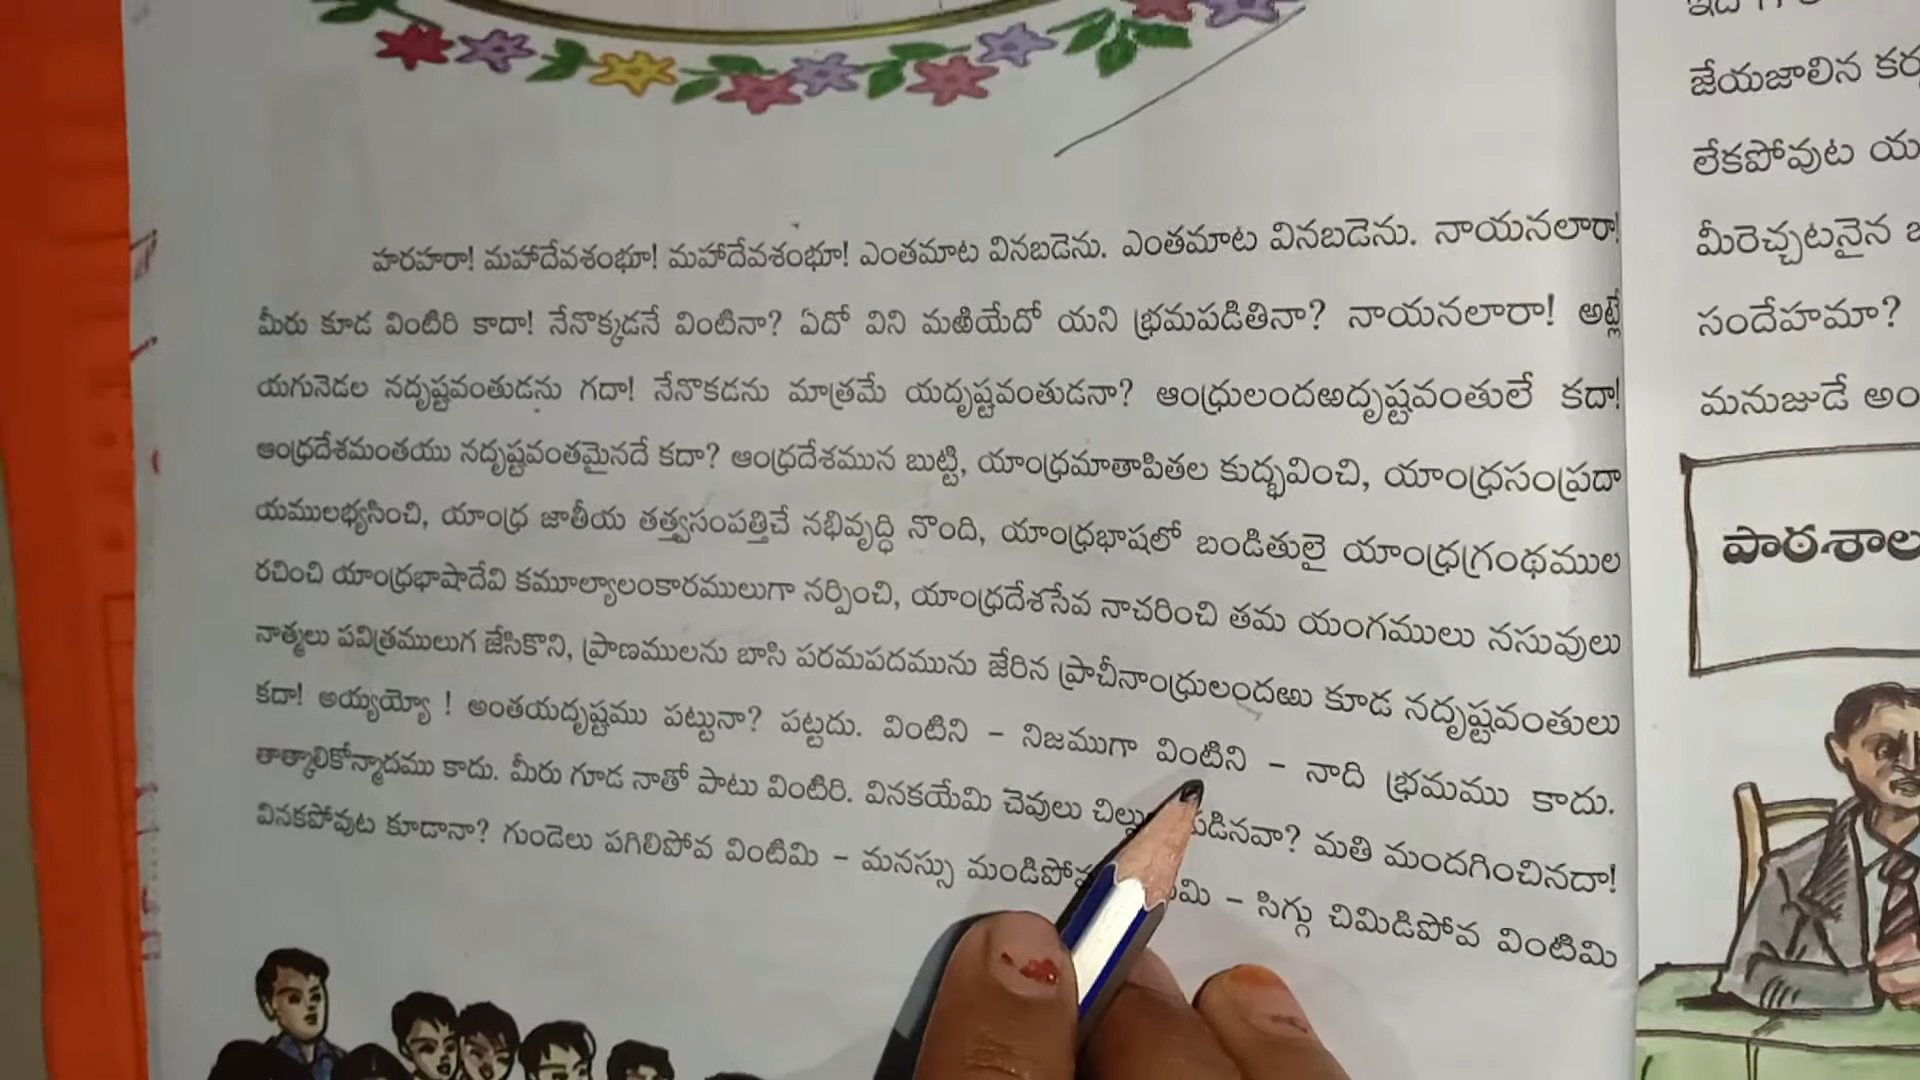 హరహరా! మహాదేవశంభూ! మహాదేవశంభూ! ఎంతమాట వినబడెను. ఎంతమాట వినబడెను. నాయనలారా!
మీరు కూడ వింటిరి కాదా! నేనొక్కడనే వింటినా? ఏదో విని మఱియేదో యని భ్రమపడితినా? నాయనలారా! అట్లే
యగునెడల నదృష్టవంతుడను గదా! నేనొకడను మాత్రమే యదృష్టవంతుడనా? ఆంధ్రులందఱదృష్టవంతులే కదా!
ఆంధ్రదేశమంతయు నదృష్టవంతమైనదే కదా? ఆంధ్రదేశమున బుట్టి, యాంధ్రమాతాపితల కుద్భవించి, యాంధ్రసంప్రదా
యములభ్యసించి, యాంధ్ర జాతీయ తత్త్వసంపత్తిచే నభివృద్ధి నొంది, యాంధ్రభాషలో బండితులై యాంధ్రగ్రంథముల
రచించి యాంధ్రభాషాదేవి కమూల్యాలంకారములుగా నర్పించి, యాంధ్రదేశసేవ నాచరించి తమ యంగములు నసువులు
నాత్మలు పవిత్రములుగ జేసికొని, ప్రాణములను బాసి పరమపదమును జేరిన ప్రాచీనాంధ్రులందఱు కూడ నదృష్టవంతులు
కదా! అయ్యయ్యో ! అంతయదృష్టము పట్టునా? పట్టదు. వింటిని – నిజముగా వింటిని – నాది భ్రమము కాదు.
తాత్కాలికోన్మాదము కాదు. మీరు గూడ నాతో పాటు వింటిరి. వినకయేమి చెవులు మతి మందగించినదా!
వినకపోవుట కూడానా? గుండెలు పగిలిపోవ వింటిమి – మనస్సు – సిగ్గు చిమిడిపోవ వింటిమి
జేయజాలిన
లేకపోవుట
మీరెచ్చటనైన
సందేహమా?
మనుజుడే
పాఠశాల